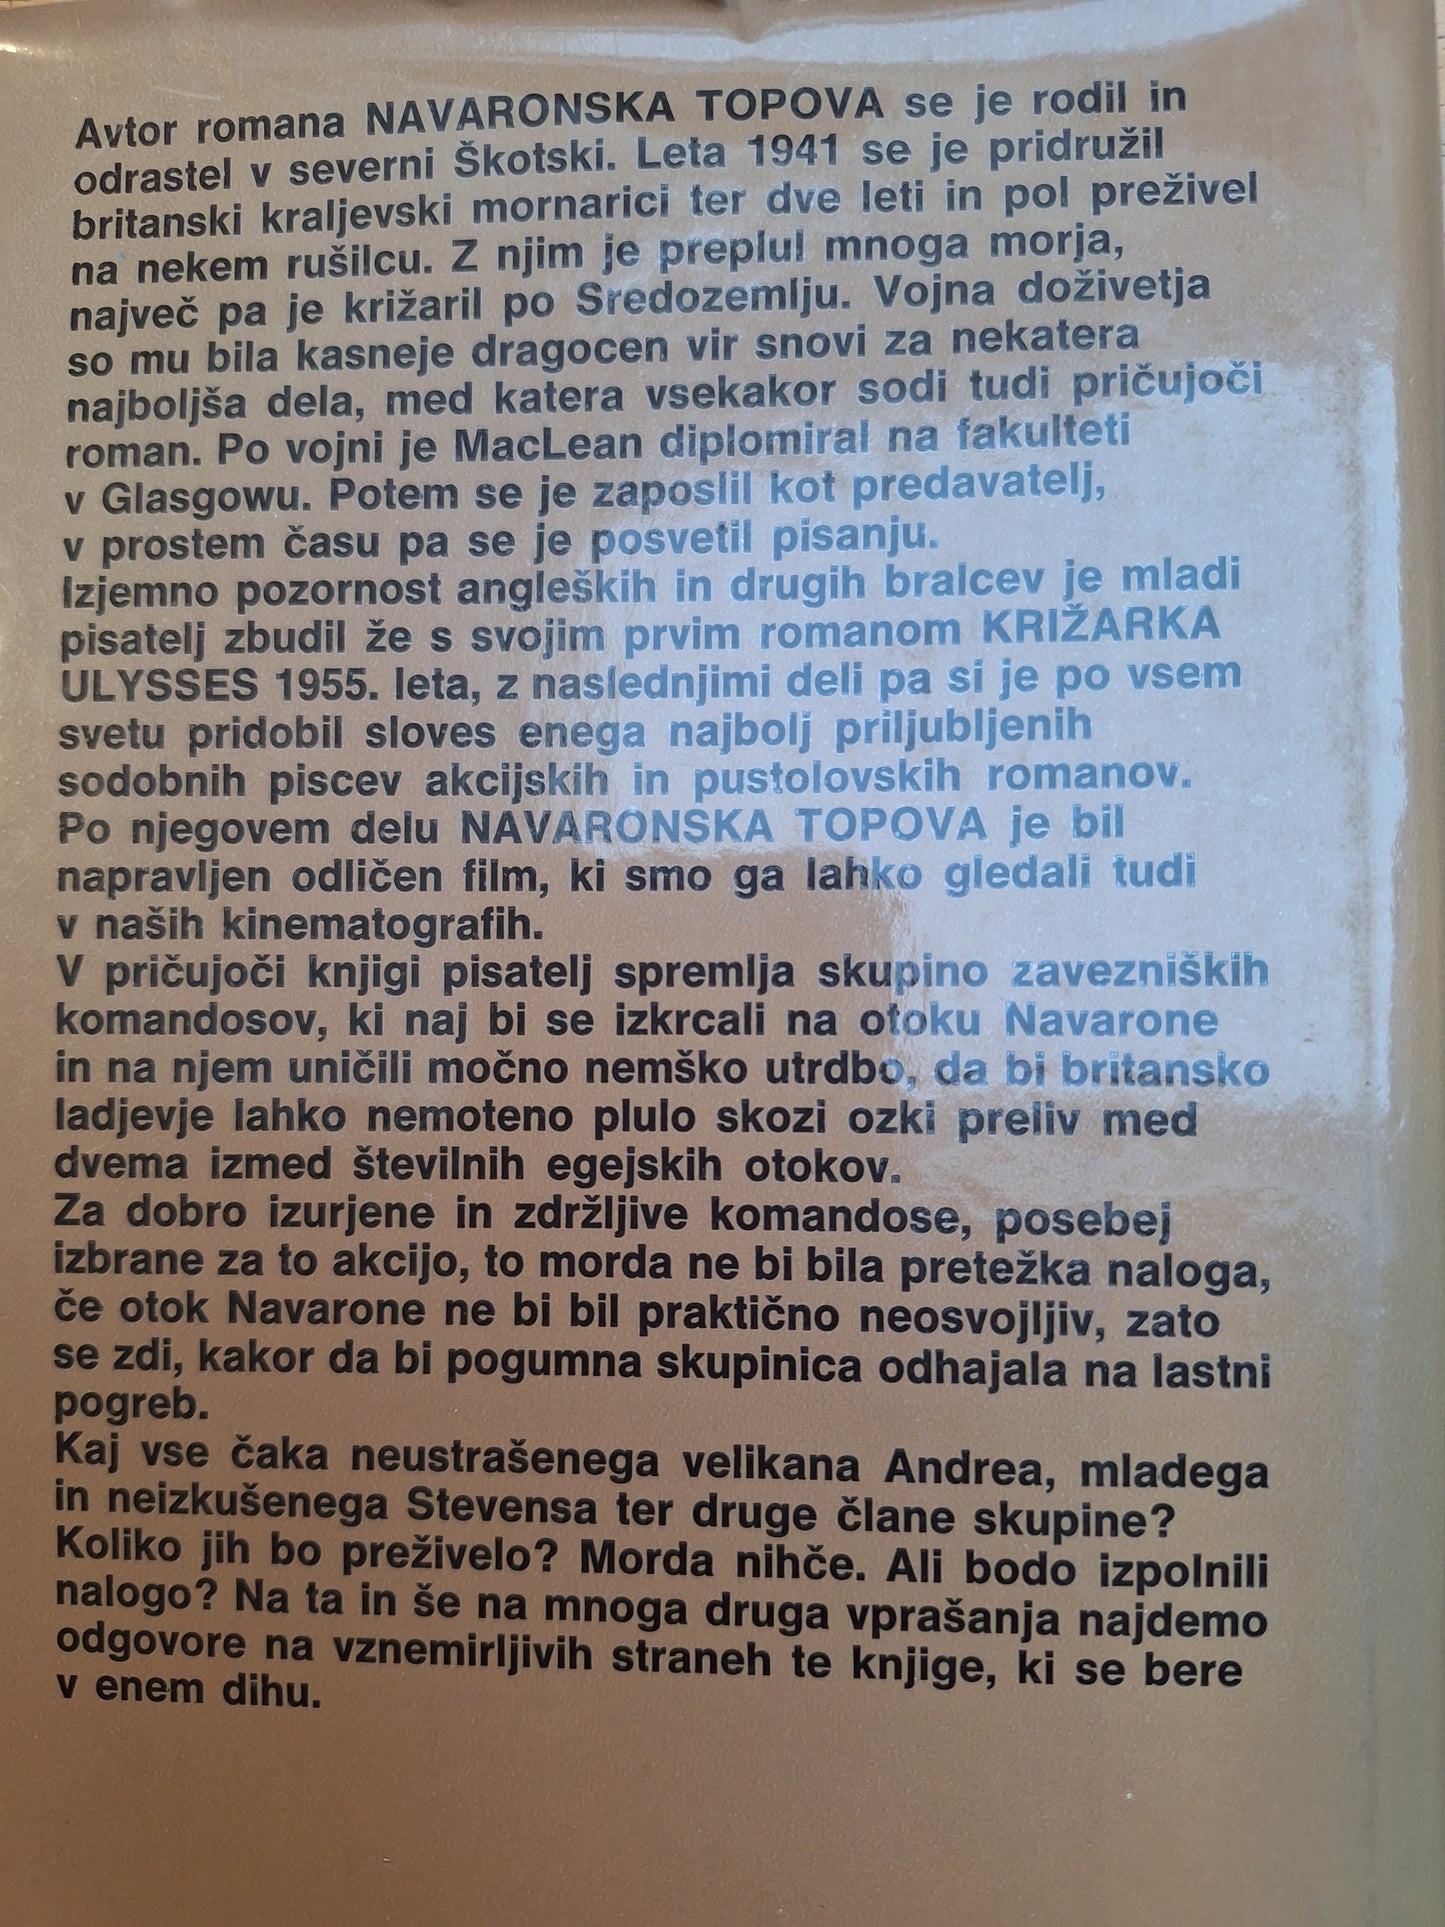 Avtor romana NAVARONSKA TOPOVA se je rodil in
odrastel v severni Škotski. Leta 1941 se je pridružil
britanski kraljevski mornarici ter dve leti in pol preživel
na nekem rušilcu. Z njim je preplul mnoga morja,
največ pa je križaril po Sredozemlju. Vojna doživetja
so mu bila kasneje dragocen vir snovi za nekatera
najboljša dela, med katera vsekakor sodi tudi pričujoči
roman. Po vojni je MacLean diplomiral na fakulteti
v Glasgowu. Potem se je zaposlil kot predavatelj,
v prostem času pa se je posvetil pisanju.
Izjemno pozornost angleških in drugih bralcev je mladi
pisatelj zbudil že s svojim prvim romanom KRIŽARKA
ULYSSES 1955. leta, z naslednjimi deli pa si je po vsem
svetu pridobil sloves enega najbolj priljubljenih
sodobnih piscev akcijskih in pustolovskih romanov.
Po njegovem delu NAVARONSKA TOPOVA je bil
napravljen odličen film, ki smo ga lahko gledali tudi
v naših kinematografih.
V pričujoči knjigi pisatelj spremlja skupino zavezniških
komandosov, ki naj bi se izkrcali na otoku Navarone
in na njem uničili močno nemško utrdbo, da bi britansko
ladjevje lahko nemoteno plulo skozi ozki preliv med
dvema izmed številnih egejskih otokov.
Za dobro izurjene in zdržljive komandose, posebej
izbrane za to akcijo, to morda ne bi bila pretežka naloga,
če otok Navarone ne bi bil praktično neosvojljiv, zato
se zdi, kakor da bi pogumna skupinica odhajala na lastni
pogreb.
Kaj vse čaka neustrašenega velikana Andrea, mladega
in neizkušenega Stevensa ter druge člane skupine?
Koliko jih bo preživelo? Morda nihče. Ali bodo izpolnili
nalogo? Na ta in še na mnoga druga vprašanja najdemo
odgovore na vznemirljivih straneh te knjige, ki se bere
v enem dihu.